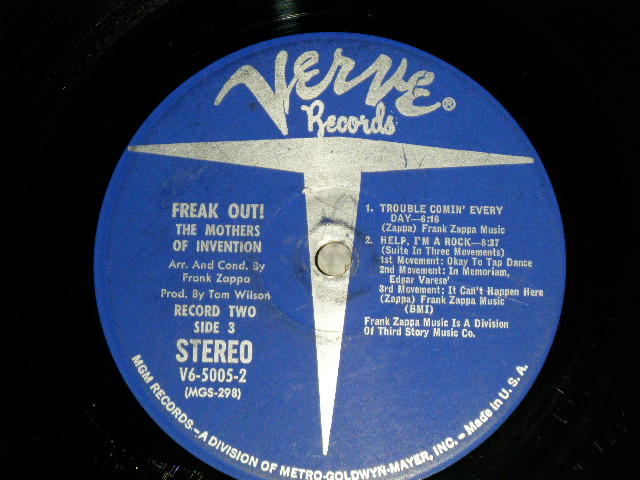 Verve®
Records
FREAK OUT!
THE MOTHERS
OF INVENTION
Arr. And Cond. By
Frank Zappa
Prod. By Tom Wilson
RECORD TWO
SIDE 3
STEREO
V6-5005-2
(MGS-298)
1. TROUBLE COMIN' EVERY
DAY—6:16
(Zappa) Frank Zappa Music
2. HELP, I'M A ROCK—8:37
(Suite In Three Movements)
1st Movement: Okay To Tap Dance
2nd Movement: In Memoriam,
Edgar Varese'
3rd Movement: It Can't Happen Here
(Zappa) Frank Zappa Music
(BMI)
Frank Zappa Music Is A Division
Of Third Story Music Co.
MGM RECORDS—A DIVISION OF METRO-GOLDWYN-MAYER, INC. – Made in U.S.A.